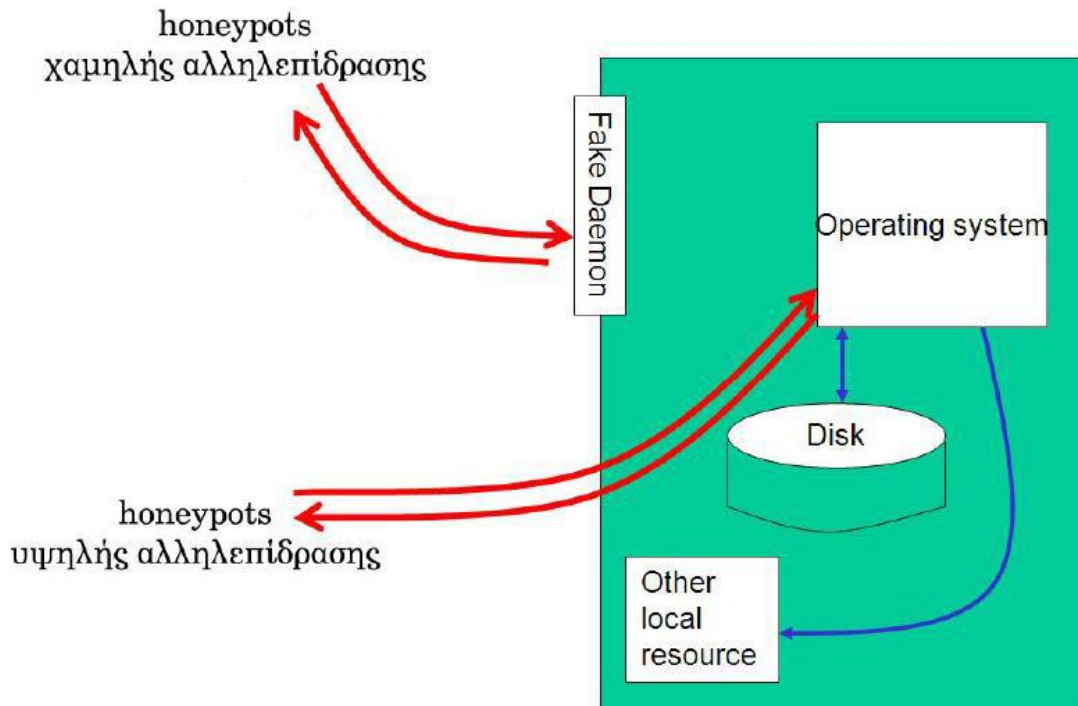 honeypots
χαμηλής αλληλεπίδρασης
Fake Daemon
Operating system
Disk
honeypots
υψηλής αλληλεπίδρασης
Other
local
resource